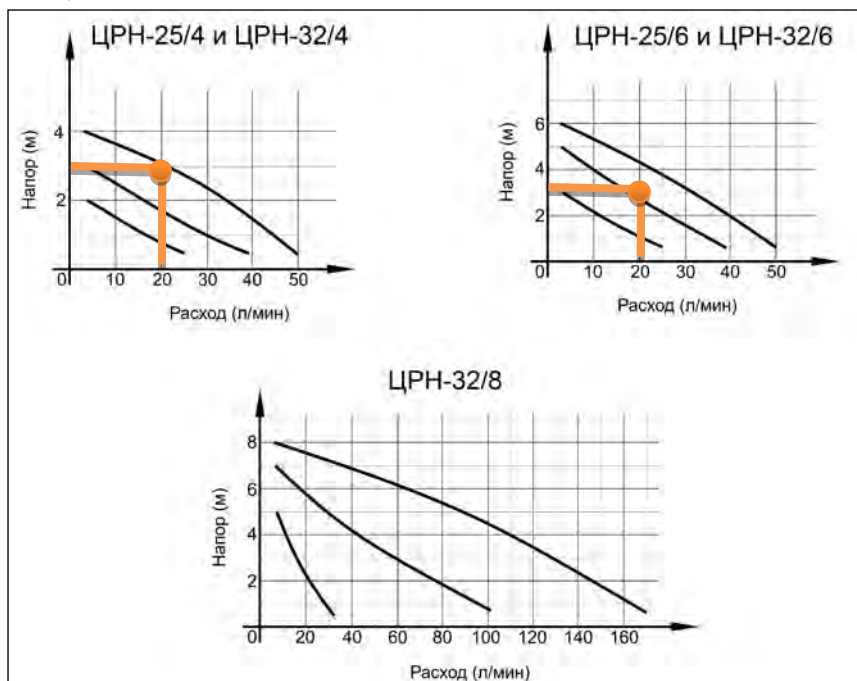 ЦРН-25/4 и ЦРН-32/4
Напор (м)
4
2
0 10 20 30 40 50
Расход (л/мин)
ЦРН-25/6 и ЦРН-32/6
Напор (м)
6
4
2
0 10 20 30 40 50
Расход (л/мин)
ЦРН-32/8
Напор (м)
8
6
4
2
0 20 40 60 80 100 120 140 160
Расход (л/мин)